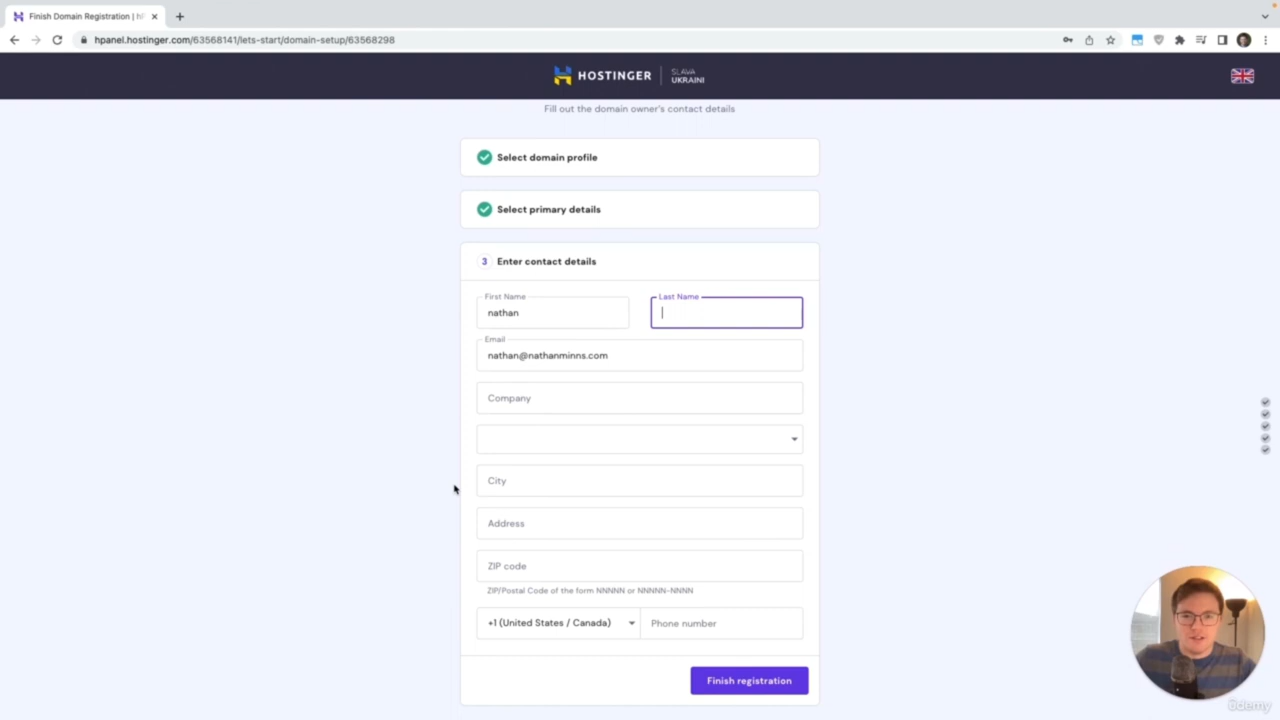 Finish Domain Registration | hP
hpanel.hostinger.com/63568141/lets-start/domain-setup/63568298
HOSTINGER
SLAVA
UKRAINI
Fill out the domain owner's contact details
Select domain profile
Select primary details
3 Enter contact details
First Name
nathan
Last Name
Email
nathan@nathanminns.com
Company
City
Address
ZIP code
ZIP/Postal Code of the form NNNNN or NNNNN-NNNN
+1 (United States / Canada)
Phone number
Finish registration
ûdemy